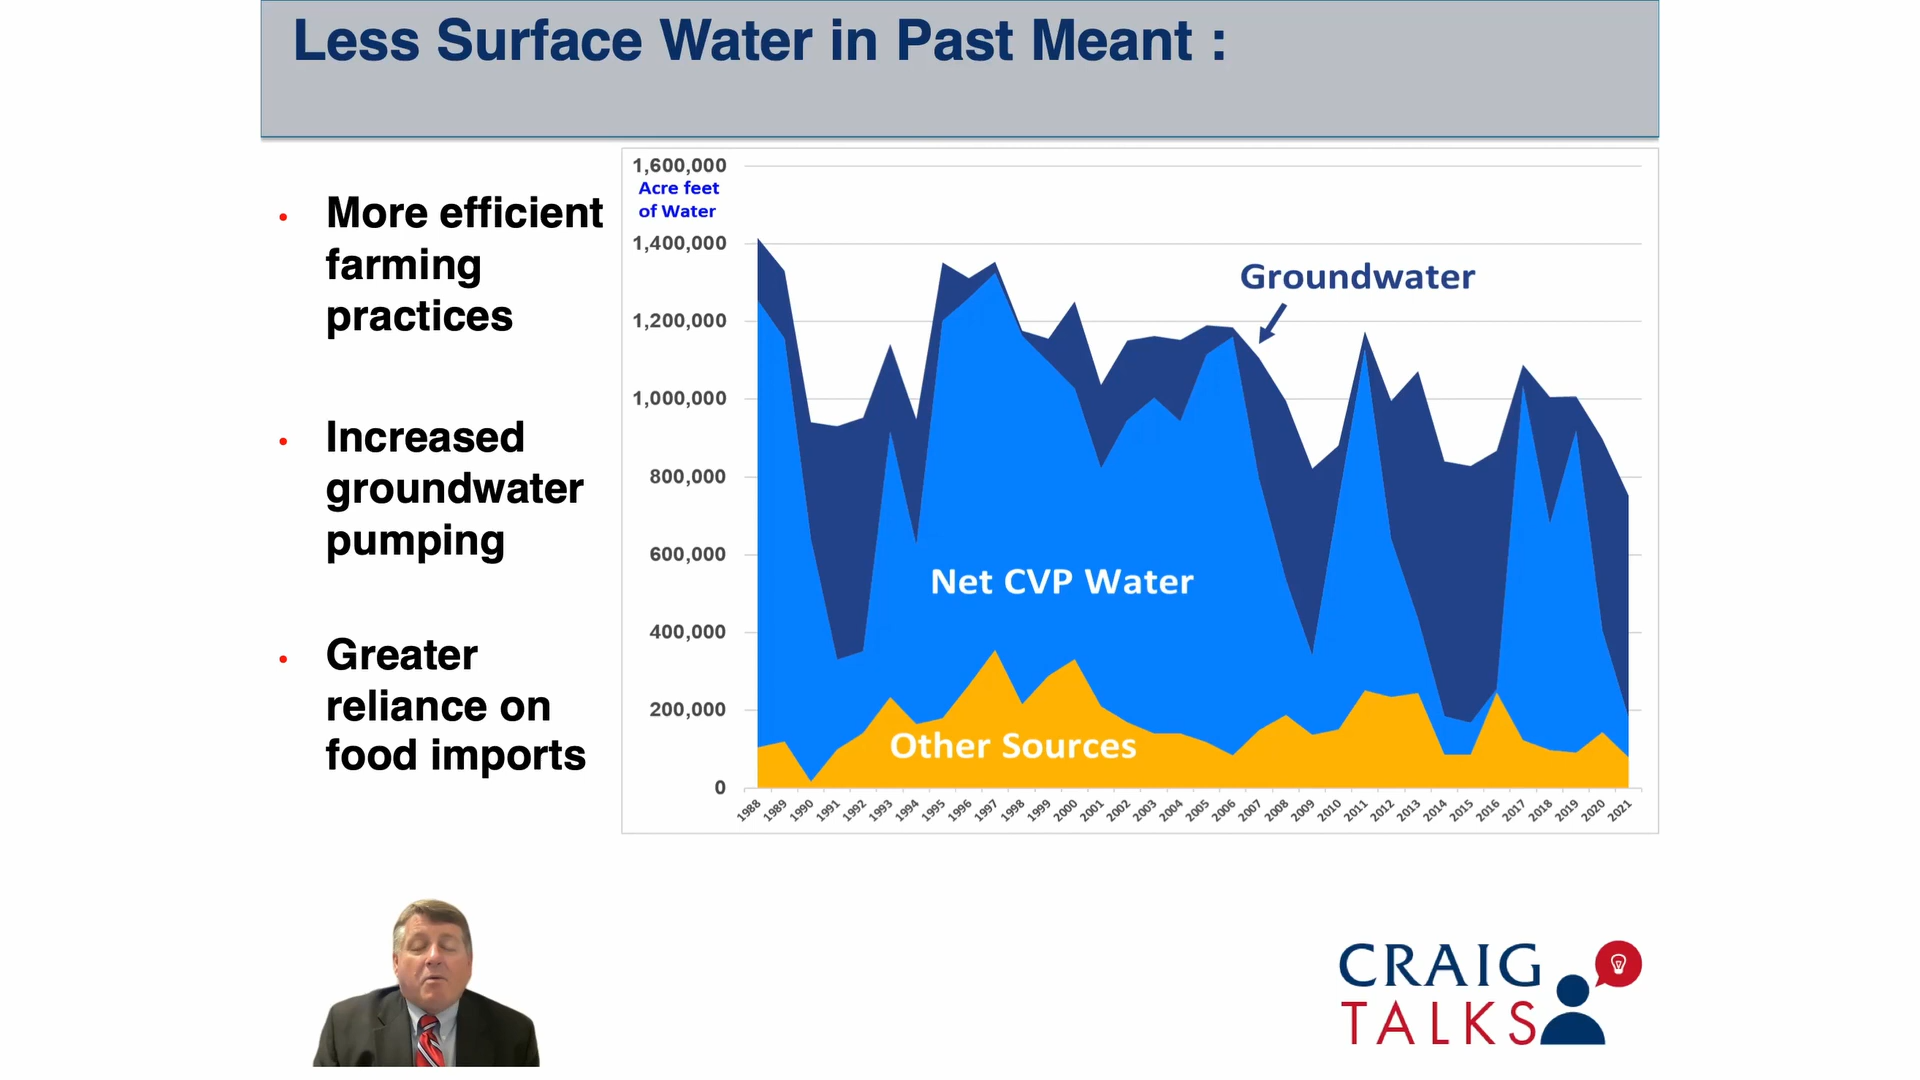 Less Surface Water in Past Meant :
• More efficient
farming
practices
• Increased
groundwater
pumping
• Greater
reliance on
food imports
1,600,000
Acre feet
of Water
1,400,000
1,200,000
1,000,000
800,000
600,000
400,000
200,000
0
Groundwater
Net CVP Water
Other Sources
1988 1989 1990 1991 1992 1993 1994 1995 1996 1997 1998 1999 2000 2001 2002 2003 2004 2005 2006 2007 2008 2009 2010 2011 2012 2013 2014 2015 2016 2017 2018 2019 2020 2021
CRAIG
TALKS